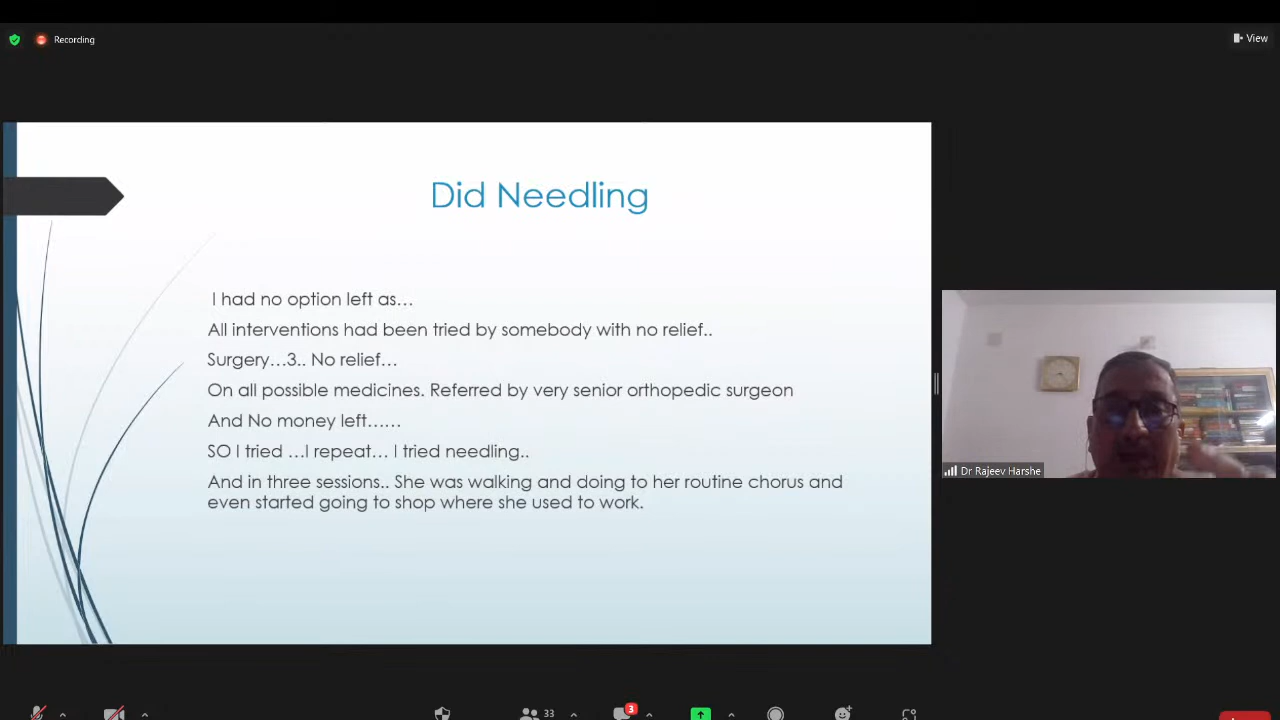 Recording
View
Did Needling
I had no option left as…
All interventions had been tried by somebody with no relief..
Surgery…3.. No relief…
On all possible medicines. Referred by very senior orthopedic surgeon
And No money left……
SO I tried …I repeat… I tried needling..
And in three sessions.. She was walking and doing to her routine chorus and
even started going to shop where she used to work.
Dr Rajeev Harshe
33
3